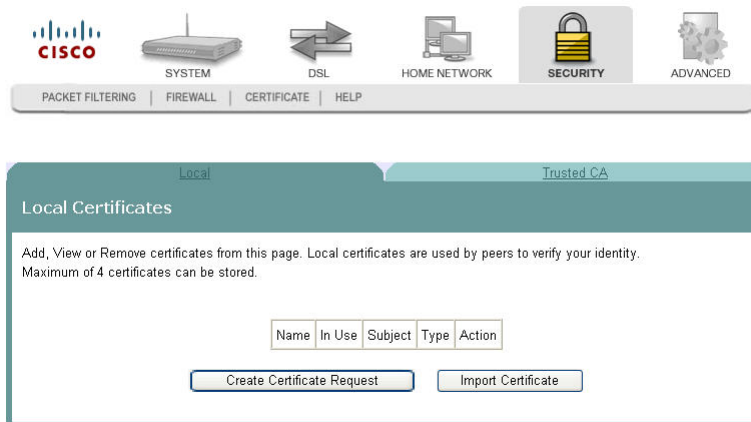 CISCO
SYSTEM
DSL
HOME NETWORK
SECURITY
ADVANCED
PACKET FILTERING | FIREWALL | CERTIFICATE | HELP
Local
Trusted CA
Local Certificates
Add, View or Remove certificates from this page. Local certificates are used by peers to verify your identity.
Maximum of 4 certificates can be stored.
Name In Use Subject Type Action
Create Certificate Request
Import Certificate